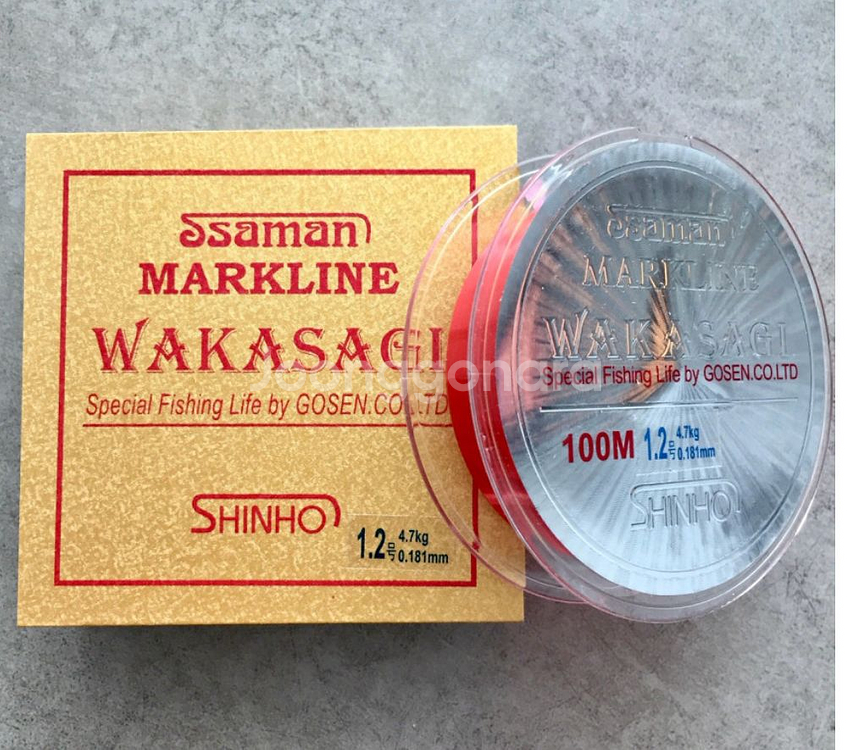 Ssaman
MARKLINE
WAKASAGI
Special Fishing Life by GOSEN.CO.LTD
SHINHO
1.2号 4.7kg
0.181mm
Ssaman
MARKLINE
WAKASAGI
Special Fishing Life by GOSEN.CO.LTD
100M 1.2号 4.7kg
0.181mm
SHINHO